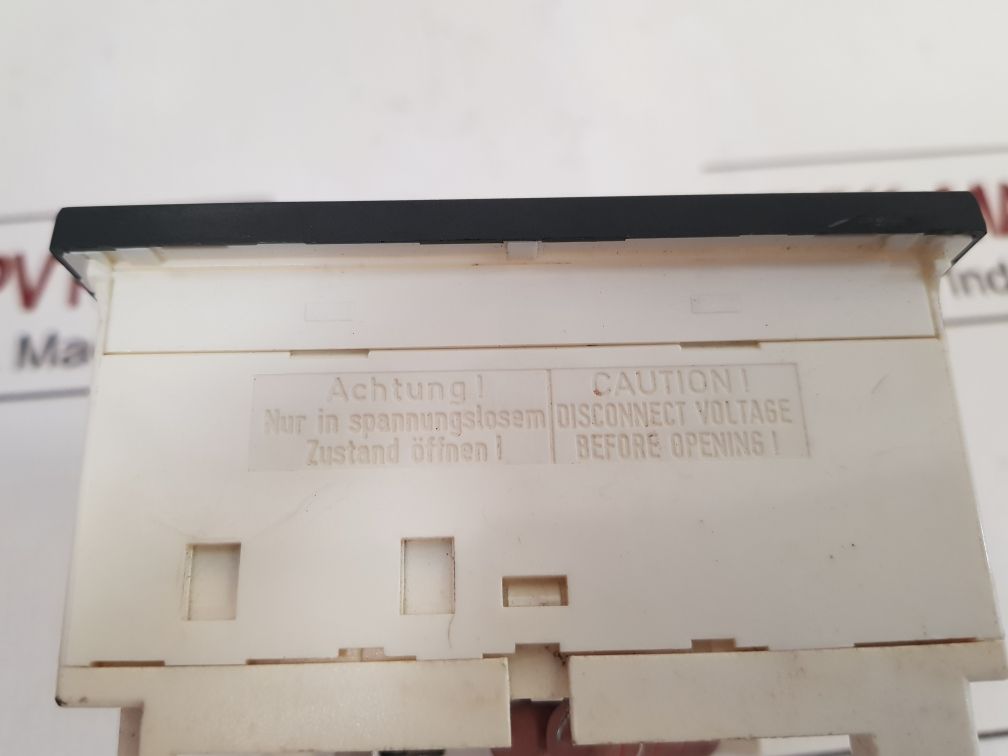 Achtung!
Nur in spannungslosem
Zustand öffnen!
CAUTION!
DISCONNECT VOLTAGE
BEFORE OPENING!